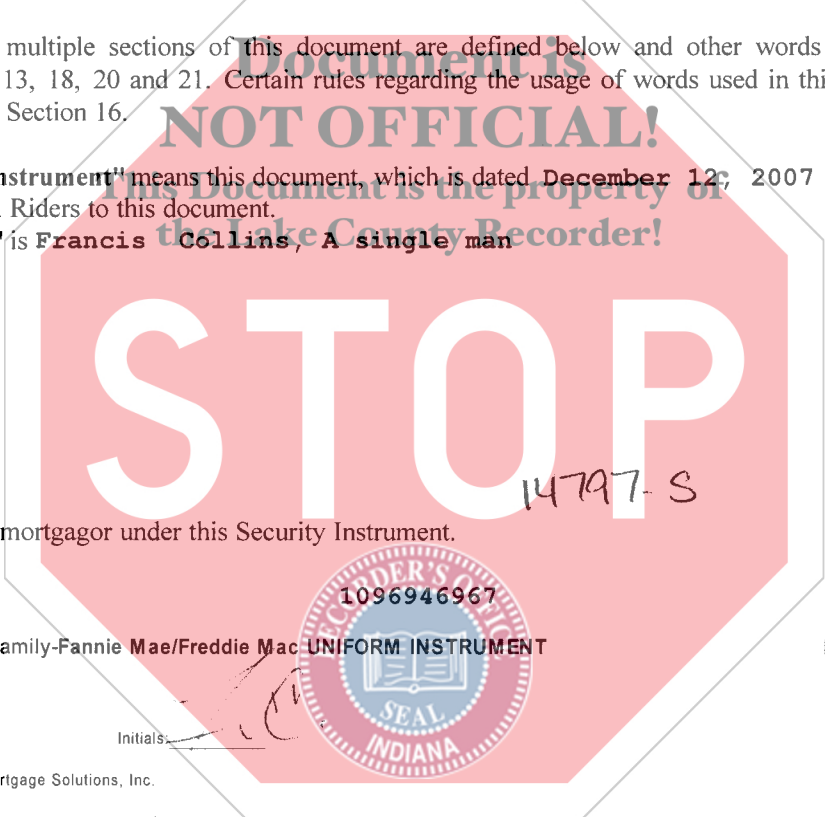 multiple sections of this document are defined below and other words
13, 18, 20 and 21. Certain rules regarding the usage of words used in thi
Section 16.
Document is
NOT OFFICIAL!
This Document is the property of
the Lake County Recorder!
nstrument" means this document, which is dated December 12, 2007
Riders to this document.
" is Francis Collins, A single man
STOP
14797-S
mortgagor under this Security Instrument.
RECORDER'S OFFICE
1096946967
amily-Fannie Mae/Freddie Mac UNIFORM INSTRUMENT
SEAL
INDIANA
Initials:
rtgage Solutions, Inc.